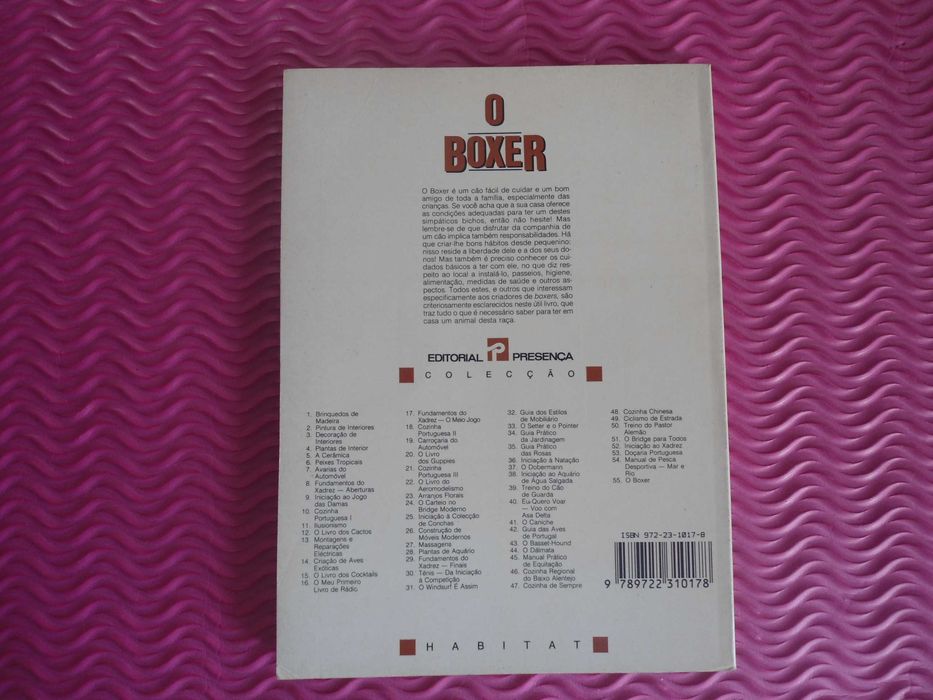 O
BOXER
O Boxer é um cão fácil de cuidar e um bom
amigo de toda a família, especialmente das
crianças. Se você acha que a sua casa oferece
as condições adequadas para ter um destes
simpáticos bichos, então não hesite! Mas
lembre-se de que disfrutar da companhia de
um cão implica também responsabilidades. Há
que criar-lhe bons hábitos desde pequenino:
nisso reside a liberdade dele e a dos seus do-
nos! Mas também é preciso conhecer os cui-
dados básicos a ter com ele, no que diz res-
peito ao local a instalá-lo, passeios, higiene,
alimentação, medidas de saúde e outros as-
pectos. Todos estes, e outros que interessam
especificamente aos criadores de boxers, são
criteriosamente esclarecidos neste útil livro, que
traz tudo o que é necessário saber para ter em
casa um animal desta raça.
EDITORIAL PRESENÇA
COLECÇÃO
1. Brinquedos de
Madeira
2. Pintura de Interiores
3. Decoração de
Interiores
4. Plantas de Interior
5. A Cerâmica
6. Peixes Tropicais
7. Avarias do
Automóvel
8. Fundamentos do
Xadrez — Aberturas
9. Iniciação ao Jogo
das Damas
10. Cozinha
Portuguesa I
11. Ilusionismo
12. O Livro dos Cactos
13. Montagens e
Reparações
Eléctricas
14. Criação de Aves
Exóticas
15. O Livro dos Cocktails
16. O Meu Primeiro
Livro de Rádio
17. Fundamentos do
Xadrez — O Meio Jogo
18. Cozinha
Portuguesa II
19. Carroçaria do
Automóvel
20. O Livro
dos Guppies
21. Cozinha
Portuguesa III
22. O Livro do
Aeromodelismo
23. Arranjos Florais
24. O Carteio no
Bridge Moderno
25. Iniciação à Colecção
de Conchas
26. Construção de
Móveis Modernos
27. Massagens
28. Plantas de Aquário
29. Fundamentos do
Xadrez — Finais
30. Ténis — Da Iniciação
à Competição
31. O Windsurf É Assim
32. Guia dos Estilos
de Mobiliário
33. O Setter e o Pointer
34. Guia Prático
da Jardinagem
35. Guia Prático
das Rosas
36. Iniciação à Natação
37. O Dobermann
38. Iniciação ao Aquário
de Água Salgada
39. Treino do Cão
de Guarda
40. Eu-Quero Voar
— Voo com
Asa Delta
41. O Caniche
42. Guia das Aves
de Portugal
43. O Basset-Hound
44. O Dálmata
45. Manual Prático
de Equitação
46. Cozinha Regional
do Baixo Alentejo
47. Cozinha de Sempre
48. Cozinha Chinesa
49. Ciclismo de Estrada
50. Treino do Pastor
Alemão
51. O Bridge para Todos
52. Iniciação ao Xadrez
53. Doçaria Portuguesa
54. Manual de Pesca
Desportiva — Mar e
Rio
55. O Boxer
ISBN 972-23-1017-8
9 789722 310178
HABITAT